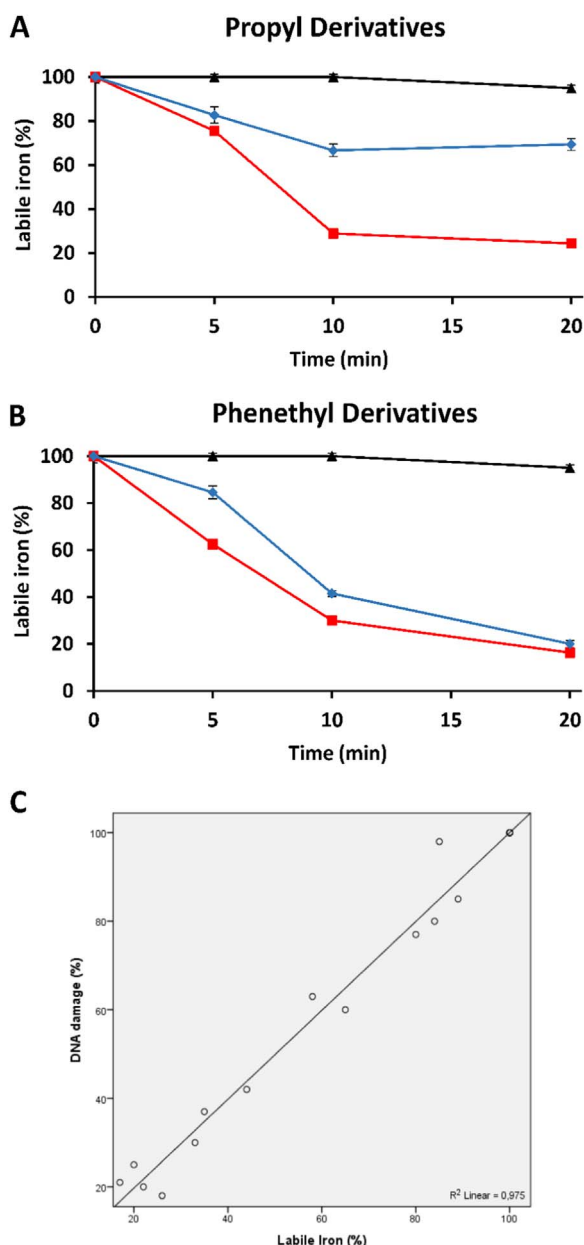 A
Propyl Derivatives
Labile iron (%)
100
80
60
40
20
0
0 5 10 15 20
Time (min)
B
Phenethyl Derivatives
Labile iron (%)
100
80
60
40
20
0
0 5 10 15 20
Time (min)
C
DNA damage (%)
100
80
60
40
20
R² Linear = 0,975
20 40 60 80 100
Labile Iron (%)